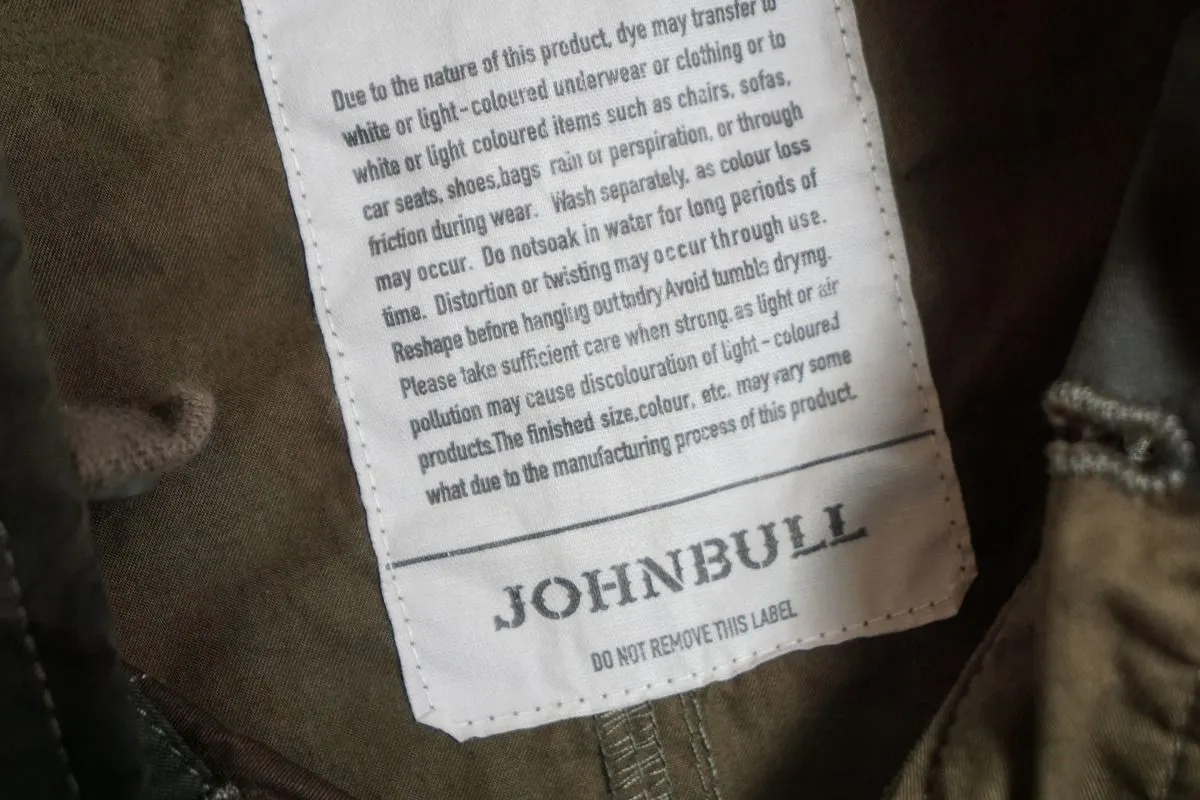 Due to the nature of this product, dye may transfer to
white or light-coloured underwear or clothing or to
white or light coloured items such as chairs, sofas,
car seats, shoes,bags rain or perspiration, or through
friction during wear. Wash separately, as colour loss
may occur. Do notsoak in water for long periods of
time. Distortion or twisting may occur through use.
Reshape before hanging outtodry Avoid tumble drying.
Please take sufficient care when strong, as light or air
pollution may cause discolouration of light-coloured
products.The finished size,colour, etc. may vary some
what due to the manufacturing process of this product.
JOHNBULL
DO NOT REMOVE THIS LABEL